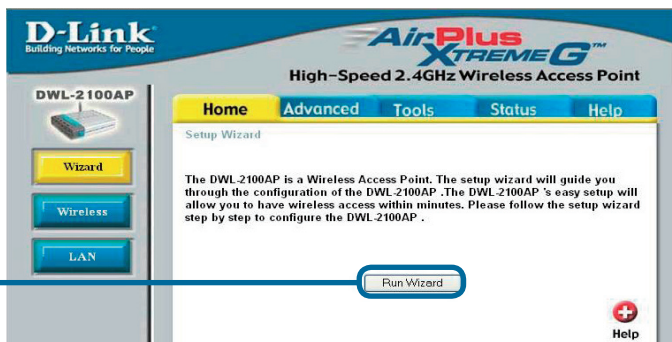 D-Link
Building Networks for People
AirPlus
XTREME G™
High-Speed 2.4GHz Wireless Access Point
DWL-2100AP
Home Advanced Tools Status Help
Setup Wizard
Wizard
Wireless
LAN
The DWL-2100AP is a Wireless Access Point. The setup wizard will guide you
through the configuration of the DWL-2100AP .The DWL-2100AP 's easy setup will
allow you to have wireless access within minutes. Please follow the setup wizard
step by step to configure the DWL-2100AP .
Run Wizard
Help